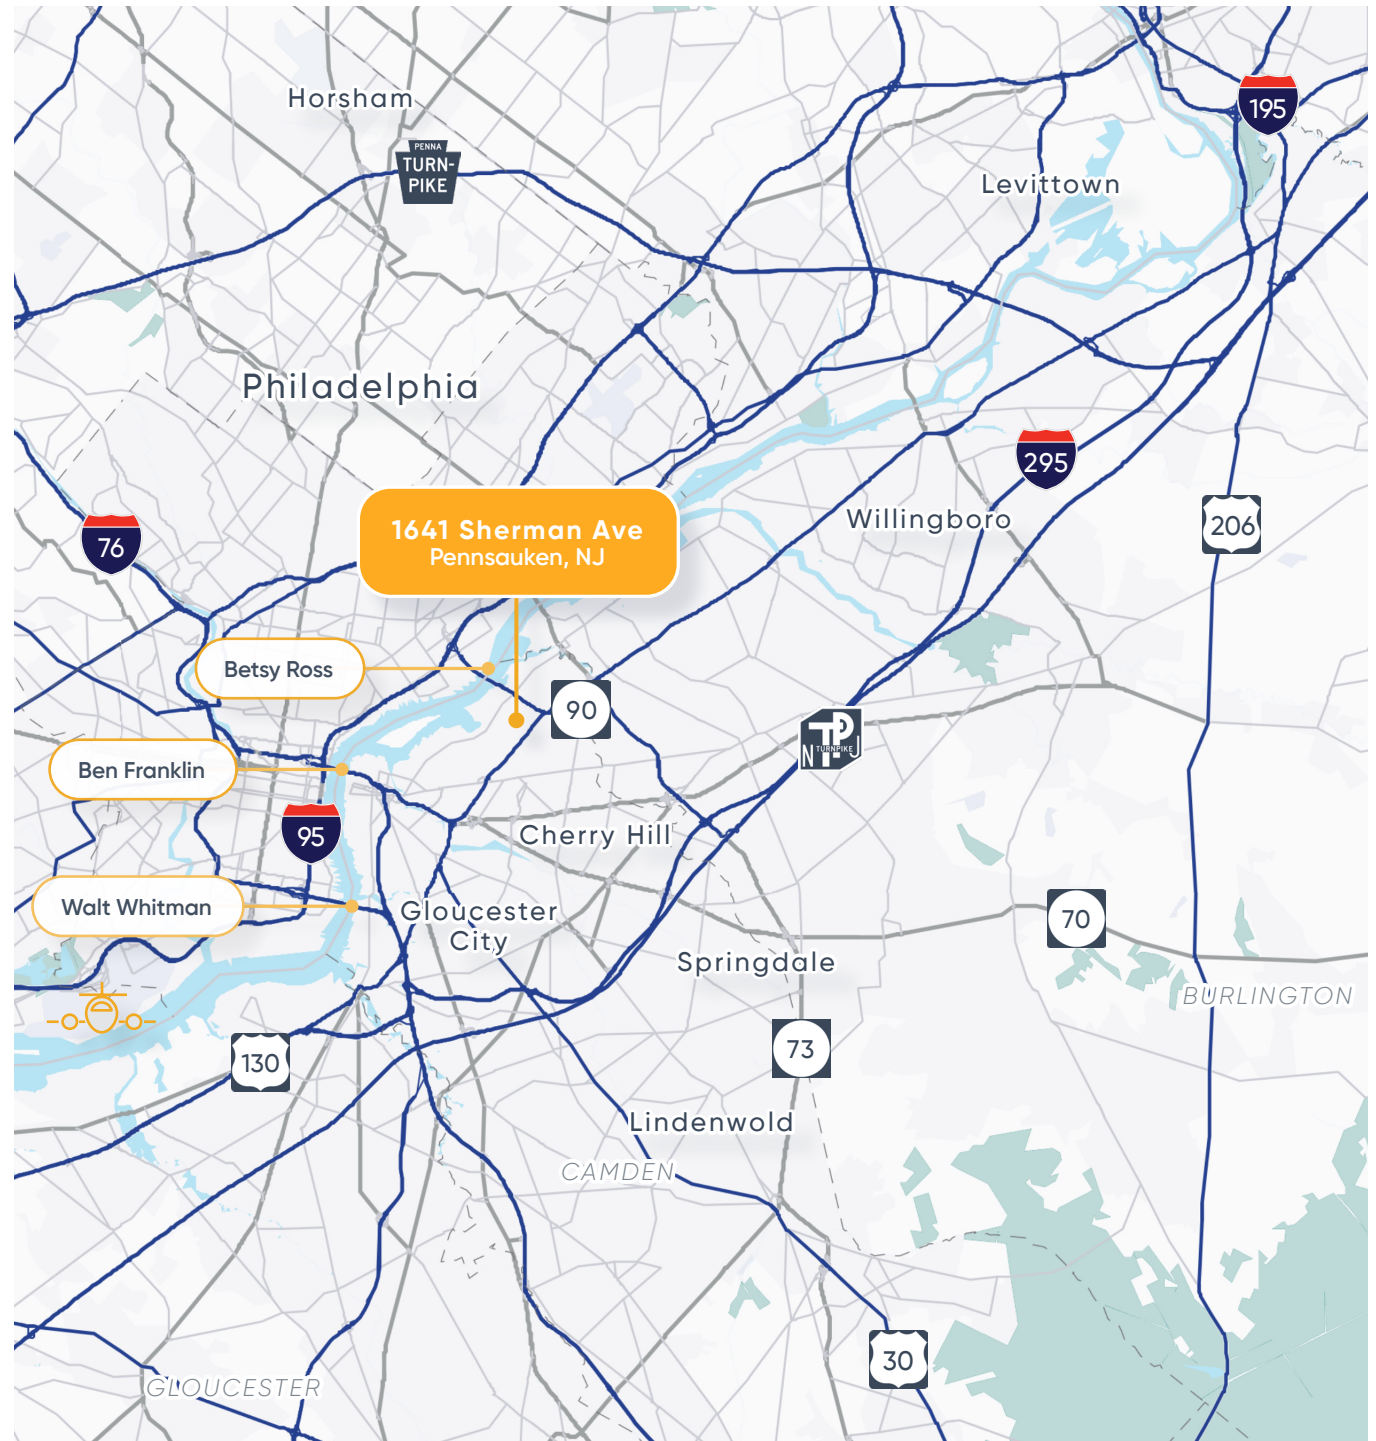 Horsham
195
PENNA
TURN-
PIKE
Levittown
Philadelphia
295
1641 Sherman Ave
Pennsauken, NJ
Willingboro
206
76
Betsy Ross
90
TP
N TURNPIKE J
Ben Franklin
95
Cherry Hill
Walt Whitman
Gloucester
City
70
Springdale
BURLINGTON
73
130
Lindenwold
CAMDEN
30
GLOUCESTER